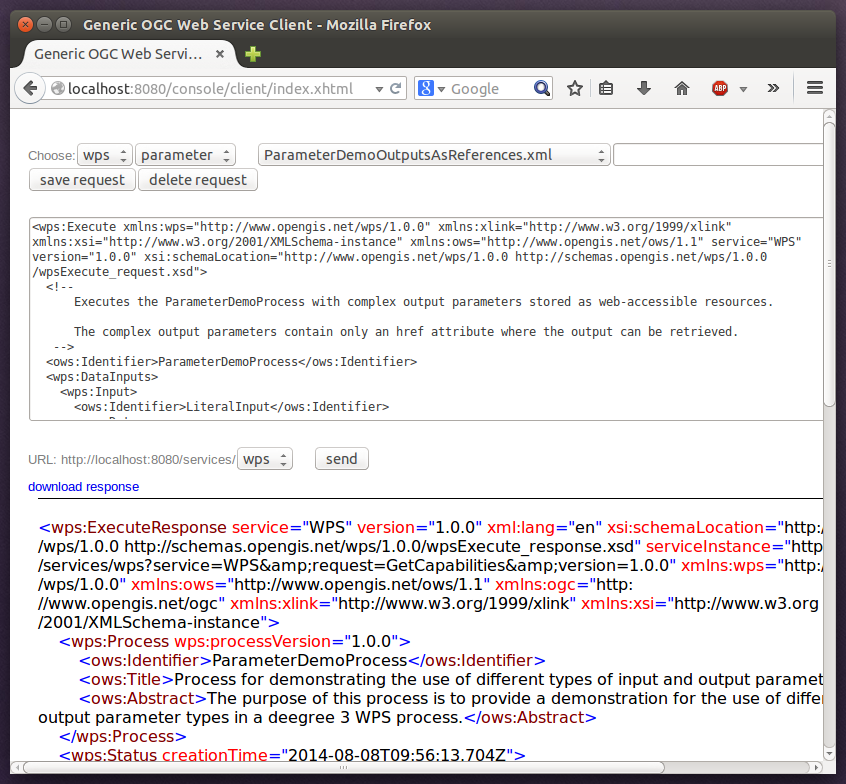 Generic OGC Web Service Client - Mozilla Firefox
Generic OGC Web Servi...
localhost:8080/console/client/index.xhtml
8 Google
ABP
Choose: wps parameter ParameterDemoOutputsAsReferences.xml
save request delete request
<wps:Execute xmlns:wps="http://www.opengis.net/wps/1.0.0" xmlns:xlink="http://www.w3.org/1999/xlink"
xmlns:xsi="http://www.w3.org/2001/XMLSchema-instance" xmlns:ows="http://www.opengis.net/ows/1.1" service="WPS"
version="1.0.0" xsi:schemaLocation="http://www.opengis.net/wps/1.0.0 http://schemas.opengis.net/wps/1.0.0
/wpsExecute_request.xsd">
<!--
Executes the ParameterDemoProcess with complex output parameters stored as web-accessible resources.
The complex output parameters contain only an href attribute where the output can be retrieved.
-->
<ows:Identifier>ParameterDemoProcess</ows:Identifier>
<wps:DataInputs>
<wps:Input>
<ows:Identifier>LiteralInput</ows:Identifier>
URL: http://localhost:8080/services/ wps send
download response
<wps:ExecuteResponse service="WPS" version="1.0.0" xml:lang="en" xsi:schemaLocation="http:/
/wps/1.0.0 http://schemas.opengis.net/wps/1.0.0/wpsExecute_response.xsd" serviceInstance="http
/services/wps?service=WPS&amp;request=GetCapabilities&amp;version=1.0.0" xmlns:wps="http:/
/wps/1.0.0" xmlns:ows="http://www.opengis.net/ows/1.1" xmlns:ogc="http:
//www.opengis.net/ogc" xmlns:xlink="http://www.w3.org/1999/xlink" xmlns:xsi="http://www.w3.org
/2001/XMLSchema-instance">
<wps:Process wps:processVersion="1.0.0">
<ows:Identifier>ParameterDemoProcess</ows:Identifier>
<ows:Title>Process for demonstrating the use of different types of input and output paramet
<ows:Abstract>The purpose of this process is to provide a demonstration for the use of differ
output parameter types in a deegree 3 WPS process.</ows:Abstract>
</wps:Process>
<wps:Status creationTime="2014-08-08T09:56:13.704Z">